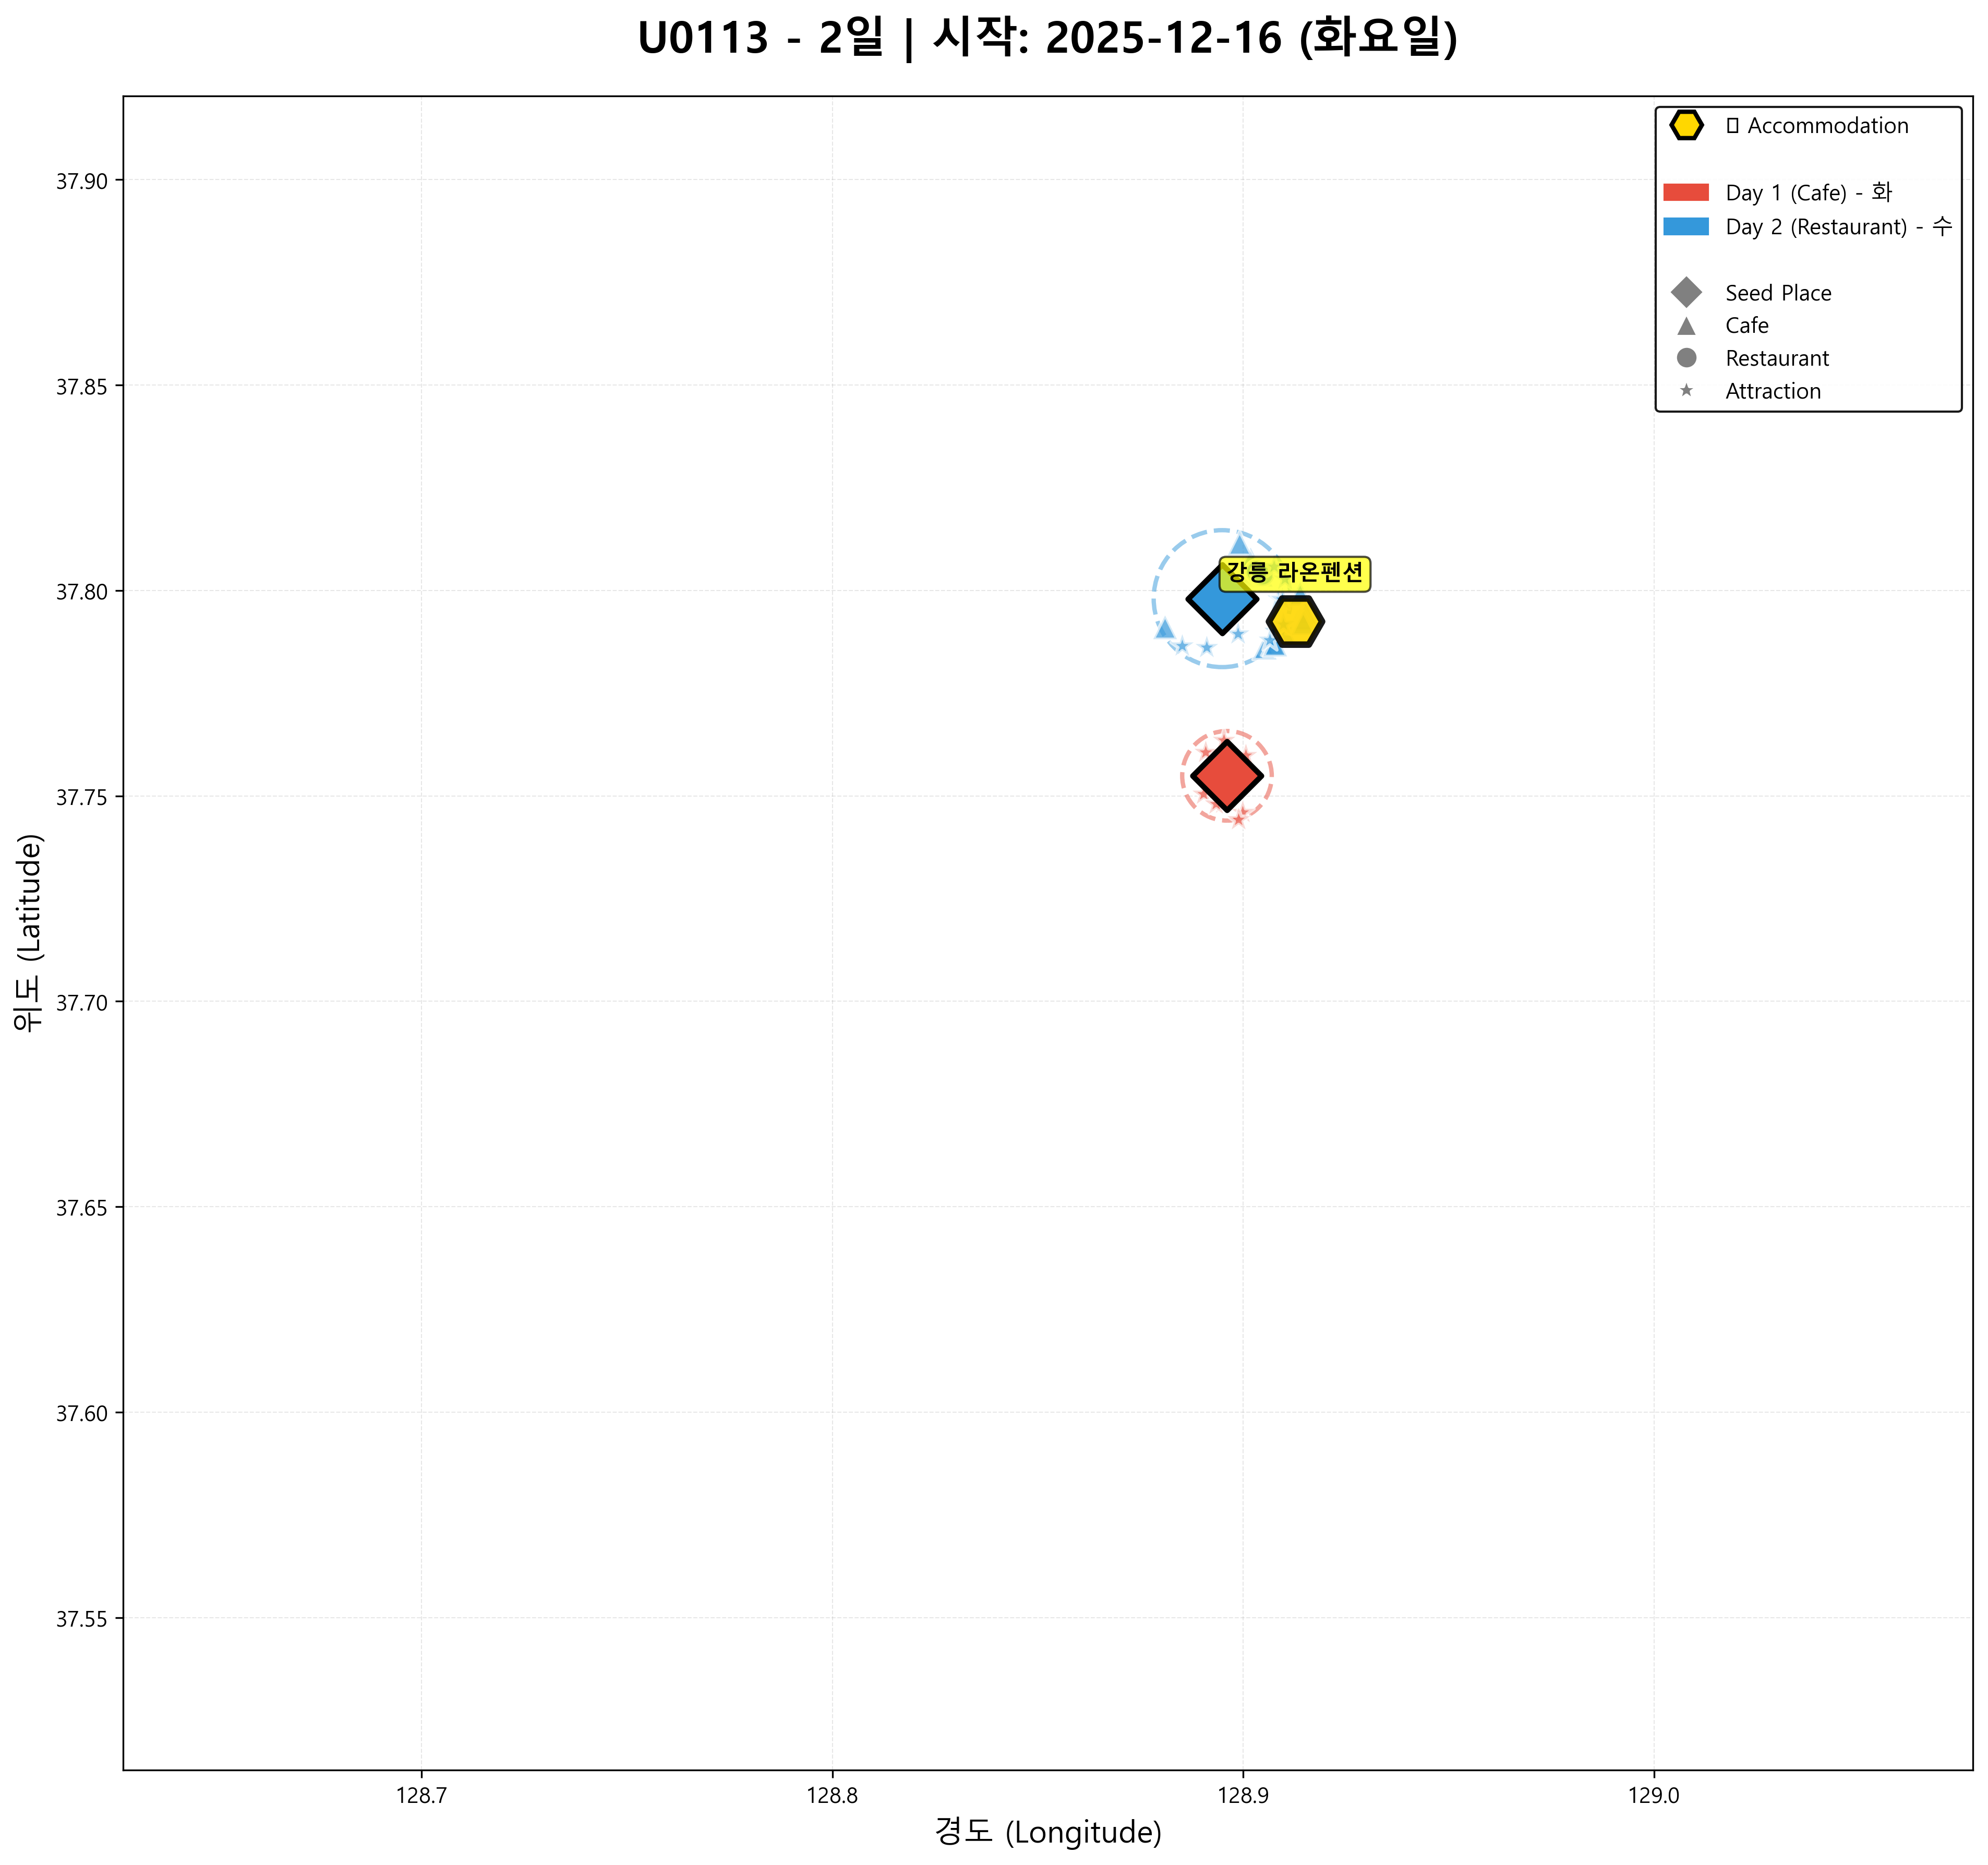 U0113 - 2일 | 시작: 2025-12-16 (화요일)
Accommodation
Day 1 (Cafe) - 화
Day 2 (Restaurant) - 수
Seed Place
Cafe
Restaurant
Attraction
강릉 라온펜션
37.90
37.85
37.80
37.75
37.70
37.65
37.60
37.55
위도 (Latitude)
128.7
128.8
128.9
129.0
경도 (Longitude)